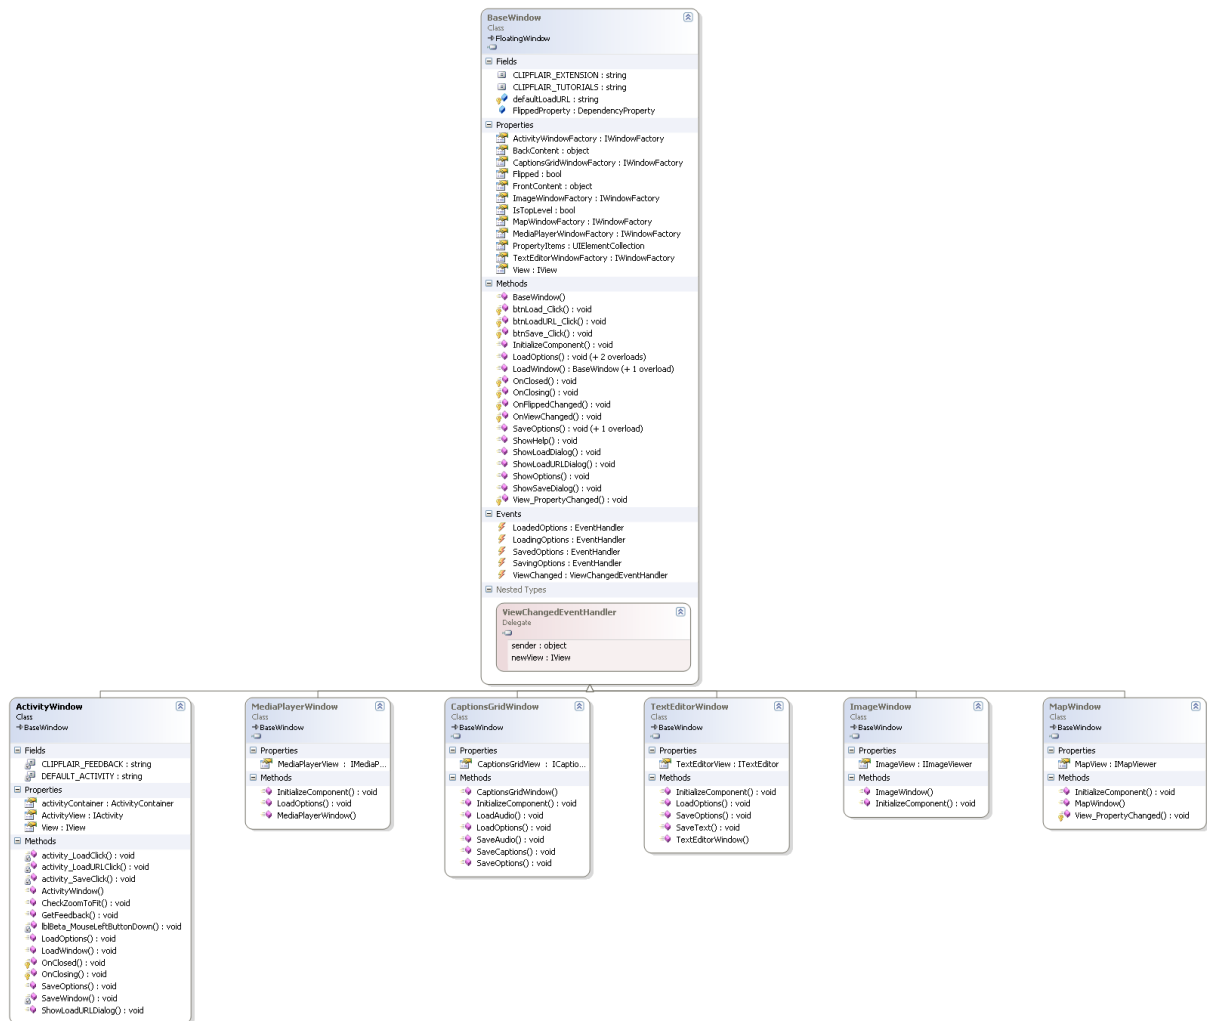 BaseWindow
Class
FloatingWindow
Fields
CLIPFLAIR_EXTENSION : string
CLIPFLAIR_TUTORIALS : string
defaultLoadURL : string
FlippedProperty : DependencyProperty
Properties
ActivityWindowFactory : IWindowFactory
BackContent : object
CaptionsGridWindowFactory : IWindowFactory
Flipped : bool
FrontContent : object
ImageWindowFactory : IWindowFactory
IsTopLevel : bool
MapWindowFactory : IWindowFactory
MediaPlayerWindowFactory : IWindowFactory
PropertyItems : UIElementCollection
TextEditorWindowFactory : IWindowFactory
View : IView
Methods
BaseWindow()
btnLoad_Click() : void
btnLoadURL_Click() : void
btnSave_Click() : void
InitializeComponent() : void
LoadOptions() : void (+ 2 overloads)
LoadWindow() : BaseWindow (+ 1 overload)
OnClosed() : void
OnClosing() : void
OnFlippedChanged() : void
OnViewChanged() : void
SaveOptions() : void (+ 1 overload)
ShowHelp() : void
ShowLoadDialog() : void
ShowLoadURLDialog() : void
ShowOptions() : void
ShowSaveDialog() : void
View_PropertyChanged() : void
Events
LoadedOptions : EventHandler
LoadingOptions : EventHandler
SavedOptions : EventHandler
SavingOptions : EventHandler
ViewChanged : ViewChangedEventHandler
Nested Types
ViewChangedEventHandler
Delegate
sender : object
newView : IView
ActivityWindow
Class
BaseWindow
Fields
CLIPFLAIR_FEEDBACK : string
DEFAULT_ACTIVITY : string
Properties
activityContainer : ActivityContainer
ActivityView : IActivity
View : IView
Methods
activity_LoadClick() : void
activity_LoadURLClick() : void
activity_SaveClick() : void
ActivityWindow()
CheckZoomToFit() : void
GetFeedback() : void
lblBeta_MouseLeftButtonDown() : void
LoadOptions() : void
LoadWindow() : void
OnClosed() : void
OnClosing() : void
SaveOptions() : void
SaveWindow() : void
ShowLoadURLDialog() : void
MediaPlayerWindow
Class
BaseWindow
Properties
MediaPlayerView : IMediaP...
Methods
InitializeComponent() : void
LoadOptions() : void
MediaPlayerWindow()
CaptionsGridWindow
Class
BaseWindow
Properties
CaptionsGridView : ICaptio...
Methods
CaptionsGridWindow()
InitializeComponent() : void
LoadAudio() : void
LoadOptions() : void
SaveAudio() : void
SaveCaptions() : void
SaveOptions() : void
TextEditorWindow
Class
BaseWindow
Properties
TextEditorView : ITextEditor
Methods
InitializeComponent() : void
LoadOptions() : void
SaveOptions() : void
SaveText() : void
TextEditorWindow()
ImageWindow
Class
BaseWindow
Properties
ImageView : IImageViewer
Methods
ImageWindow()
InitializeComponent() : void
MapWindow
Class
BaseWindow
Properties
MapView : IMapViewer
Methods
InitializeComponent() : void
MapWindow()
View_PropertyChanged() : void